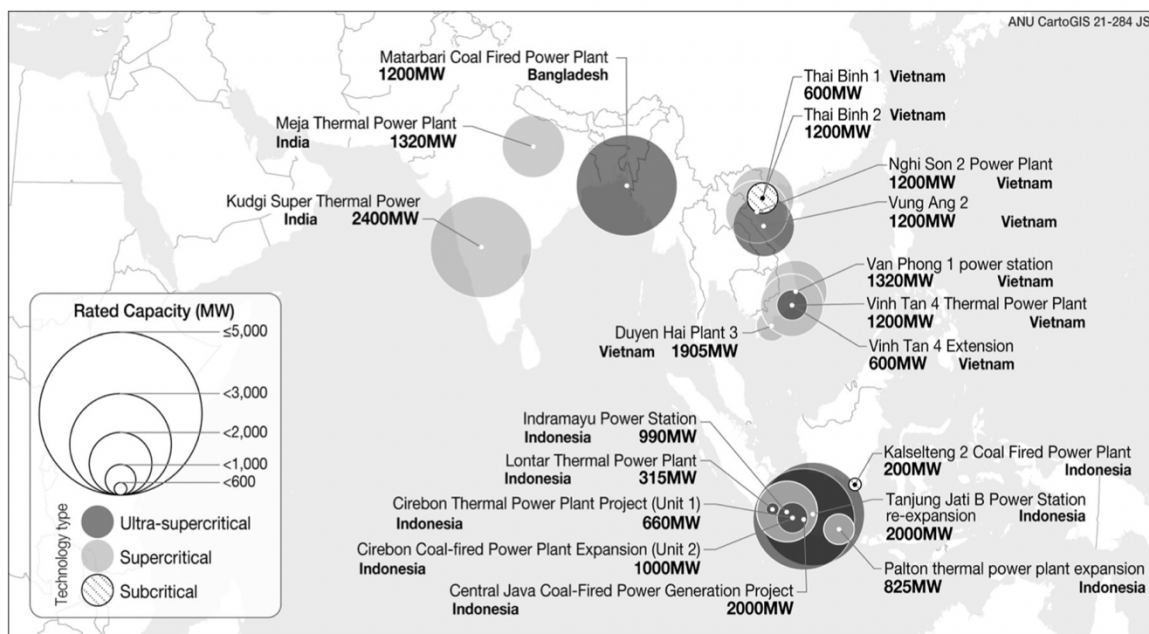 ANU CartoGIS 21-284 JS
Matarbari Coal Fired Power Plant
1200MW Bangladesh
Meja Thermal Power Plant
India 1320MW
Kudgi Super Thermal Power
India 2400MW
Thai Binh 1 Vietnam
600MW
Thai Binh 2 Vietnam
1200MW
Nghi Son 2 Power Plant
1200MW Vietnam
Vung Ang 2
1200MW Vietnam
Van Phong 1 power station
1320MW Vietnam
Vinh Tan 4 Thermal Power Plant
1200MW Vietnam
Vinh Tan 4 Extension
600MW Vietnam
Duyen Hai Plant 3
Vietnam 1905MW
Indramayu Power Station
Indonesia 990MW
Lontar Thermal Power Plant
Indonesia 315MW
Cirebon Thermal Power Plant Project (Unit 1)
Indonesia 660MW
Cirebon Coal-fired Power Plant Expansion (Unit 2)
Indonesia 1000MW
Central Java Coal-Fired Power Generation Project
Indonesia 2000MW
Kalselteng 2 Coal Fired Power Plant
200MW Indonesia
Tanjung Jati B Power Station
re-expansion Indonesia
2000MW
Palton thermal power plant expansion
825MW Indonesia
Rated Capacity (MW)
≤5,000
<3,000
<2,000
<1,000
<600
Technology type
Ultra-supercritical
Supercritical
Subcritical